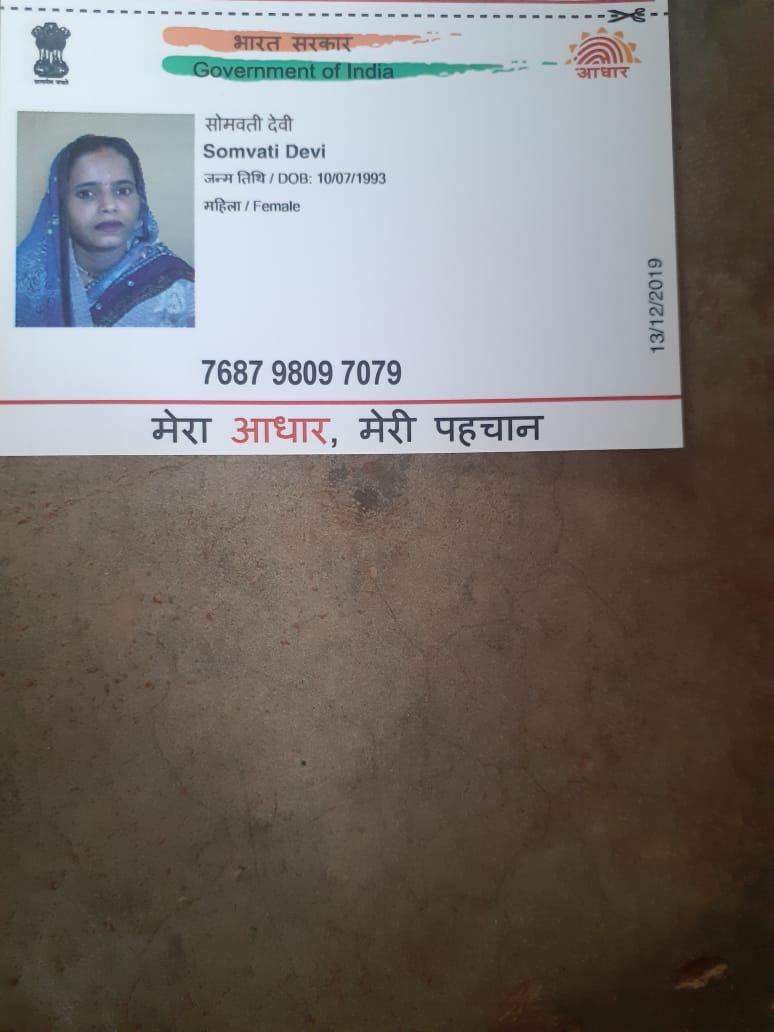 भारत सरकार
Government of India
आधार
सोमवती देवी
Somvati Devi
जन्म तिथि / DOB: 10/07/1993
महिला / Female
13/12/2019
7687 9809 7079
मेरा आधार, मेरी पहचान